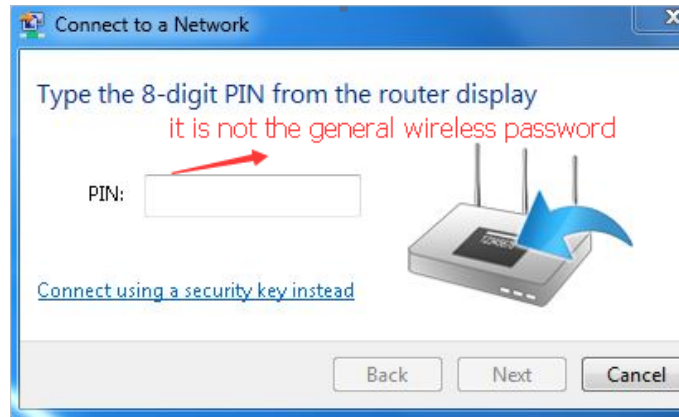 Connect to a Network
Type the 8-digit PIN from the router display
it is not the general wireless password
PIN:
12345670
Connect using a security key instead
Back
Next
Cancel